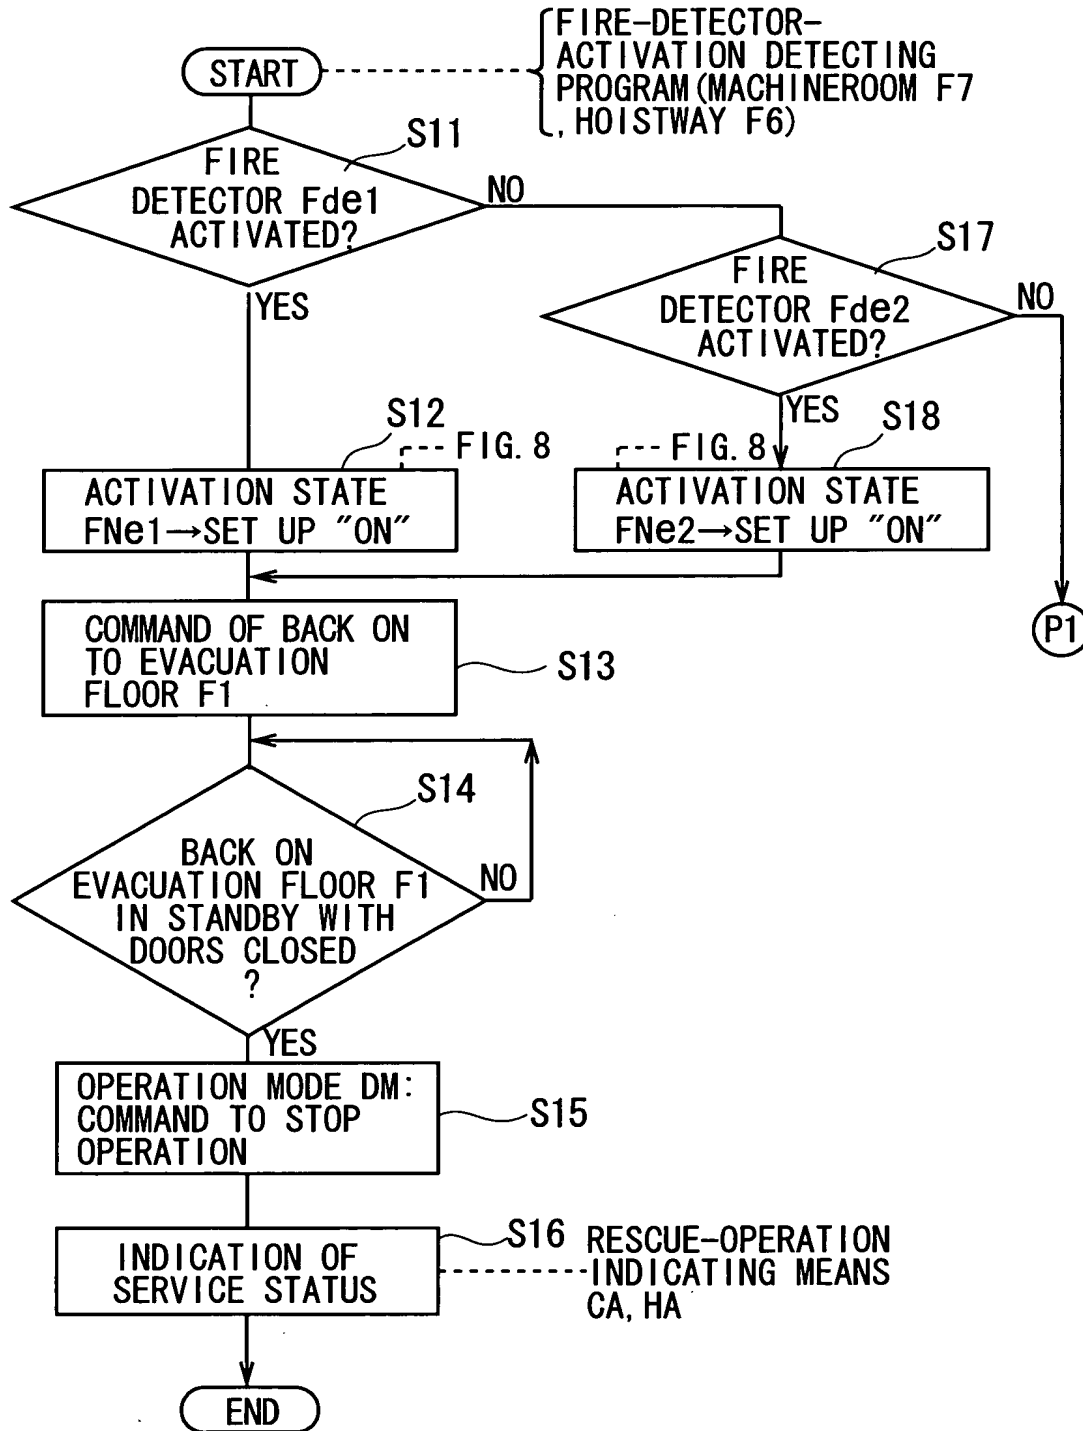 START
FIRE-DETECTOR-
ACTIVATION DETECTING
PROGRAM(MACHINEROOM F7
,HOISTWAY F6)
S11
FIRE
DETECTOR Fde1
ACTIVATED?
NO
YES
S17
FIRE
DETECTOR Fde2
ACTIVATED?
NO
YES
S12
FIG. 8
ACTIVATION STATE
FNe1→SET UP "ON"
S18
FIG. 8
ACTIVATION STATE
FNe2→SET UP "ON"
P1
COMMAND OF BACK ON
TO EVACUATION
FLOOR F1
S13
S14
BACK ON
EVACUATION FLOOR F1
IN STANDBY WITH
DOORS CLOSED
?
NO
YES
OPERATION MODE DM:
COMMAND TO STOP
OPERATION
S15
INDICATION OF
SERVICE STATUS
S16
RESCUE-OPERATION
INDICATING MEANS
CA, HA
END